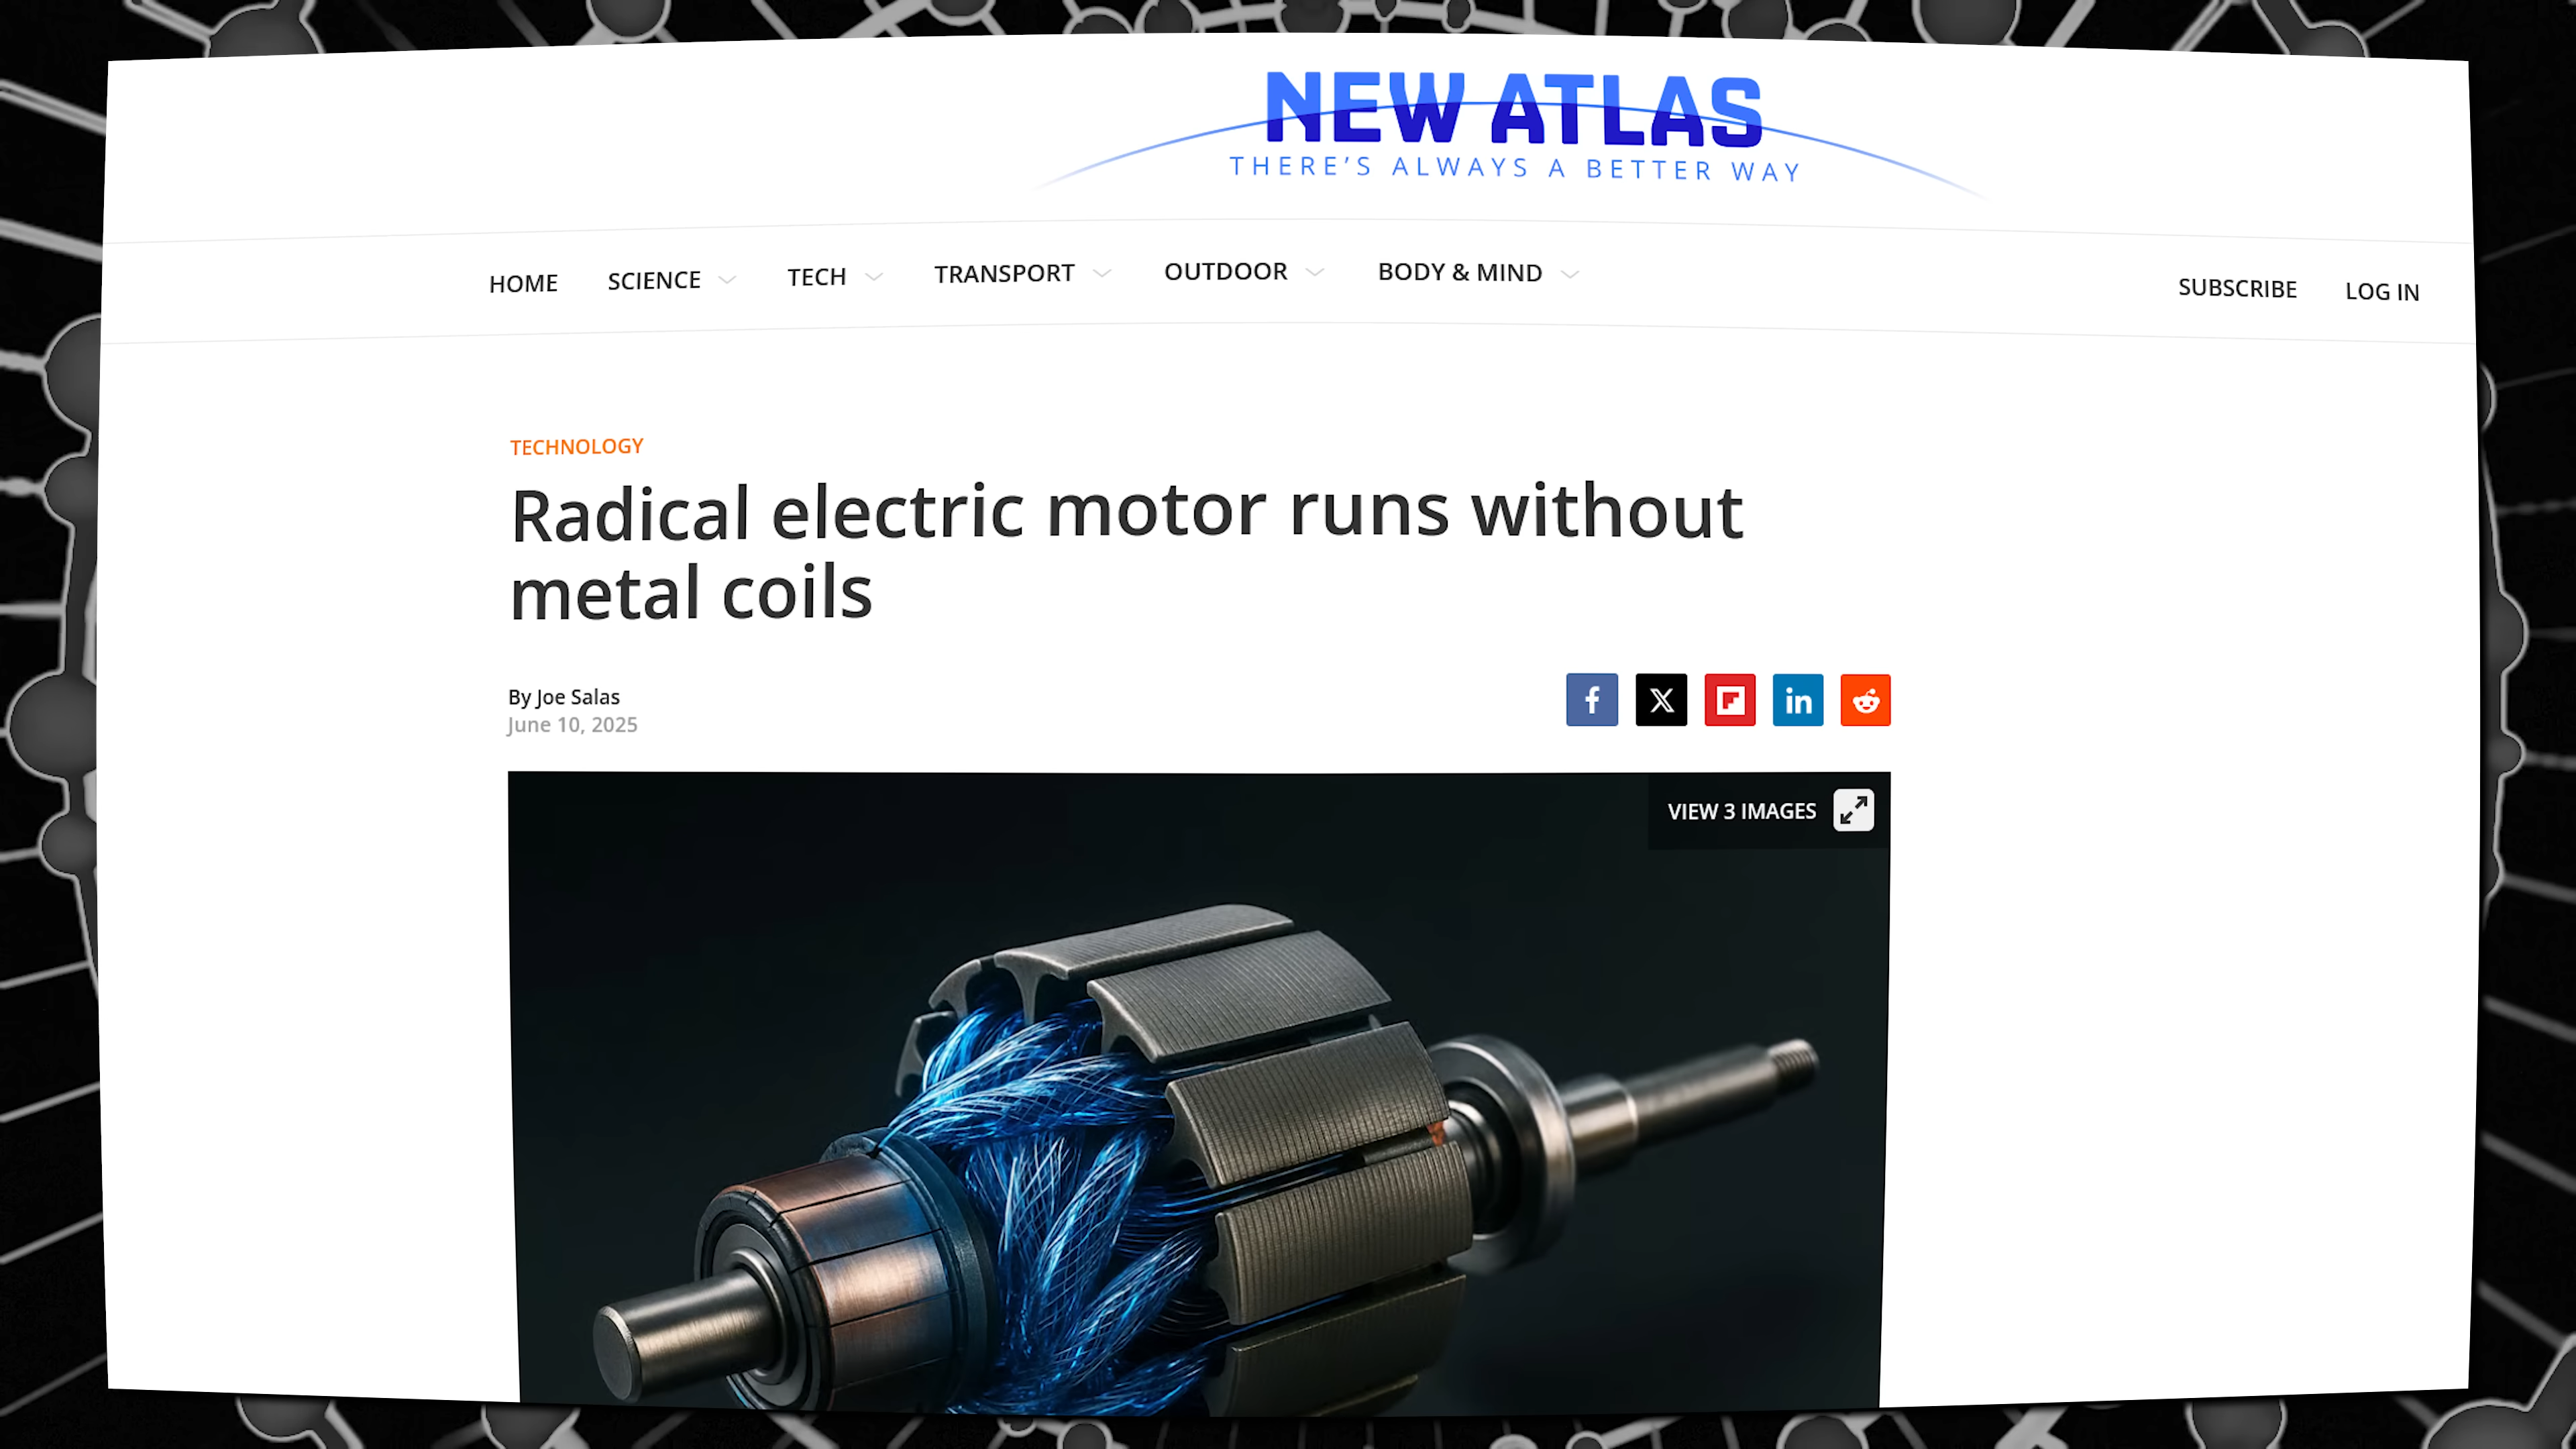 NEW ATLAS
THERE'S ALWAYS A BETTER WAY
HOME SCIENCE TECH TRANSPORT OUTDOOR BODY & MIND SUBSCRIBE LOG IN
TECHNOLOGY
Radical electric motor runs without
metal coils
By Joe Salas
June 10, 2025
VIEW 3 IMAGES